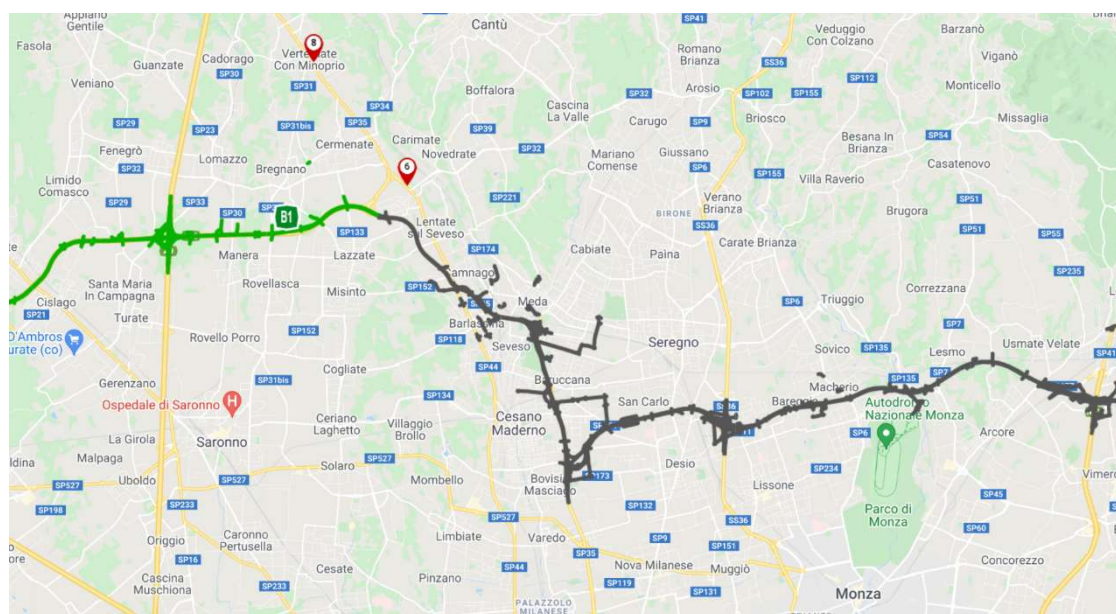 Appiano
Gentile
SP30
Cadorago
8
Vertemate
Con Minoprio
Cantù
SP41
Veduggio
Con Colzano
Barzanò
Fasola
Guanzate
SP30
SP31
Romanò
Brianza
SS36
Viganò
Veniano
Boffalora
SP32
Arosio
SP102
SP155
SP112
Monticello
SP29
SP23
SP31bis
SP34
SP35
Cascina
La Valle
Carugo
SP9
Briosco
Missaglia
Fenegrò
Lomazzo
Cermenate
Carimate
SP39
Besana In
Brianza
SP54
SP32
Bregnano
6
Novedrate
SP32
Mariano
Comense
Giussano
SP6
SP155
Casatenovo
Limido
Comasco
Villa Raverio
SP29
SP33
SP30
B1
SP221
Verano
Brianza
SP51
Brugora
BIRONE
SP133
Lentate
sul Seveso
SP174
SS36
Carate Brianza
SP51
SP55
Manera
Lazzate
Cabiate
Paina
SP235
Santa Maria
In Campagna
Rovellasca
Misinto
SP152
Camnago
Correzzana
Cislago
SP21
Turate
Meda
SP6
Triuggio
D'Ambros
Rovello Porro
SP152
Barlassina
SP118
Seveso
Seregno
SP7
Sovico
SP135
Lesmo
Usmate Velate
SP41
Gerenzano
SP31bis
Cogliate
SP44
Macherio
SP135
SP7
Ospedale di Saronno
SP134
Baruccana
San Carlo
SS36
Bareggia
Autodromo
Nazionale Monza
La Girola
Saronno
Ceriano
Laghetto
Villaggio
Brollo
Cesano
Maderno
SP6
Arcore
Malpaga
Solaro
SP527
SP173
Desio
SP234
SP527
Uboldo
SP527
Mombello
Bovisio
Masciago
Lissone
SP45
SP198
SP233
SP132
Parco di
Monza
Origgio
Caronno
Pertusella
SP527
Limbiate
Varedo
SS36
SP60
SP16
SP35
SP9
SP151
Concorezzo
Cascina
Muschiona
SP233
Cesate
Pinzano
SP44
Nova Milanese
SP119
Muggiò
SP131
Monza
PALAZZOLO
MILANESE